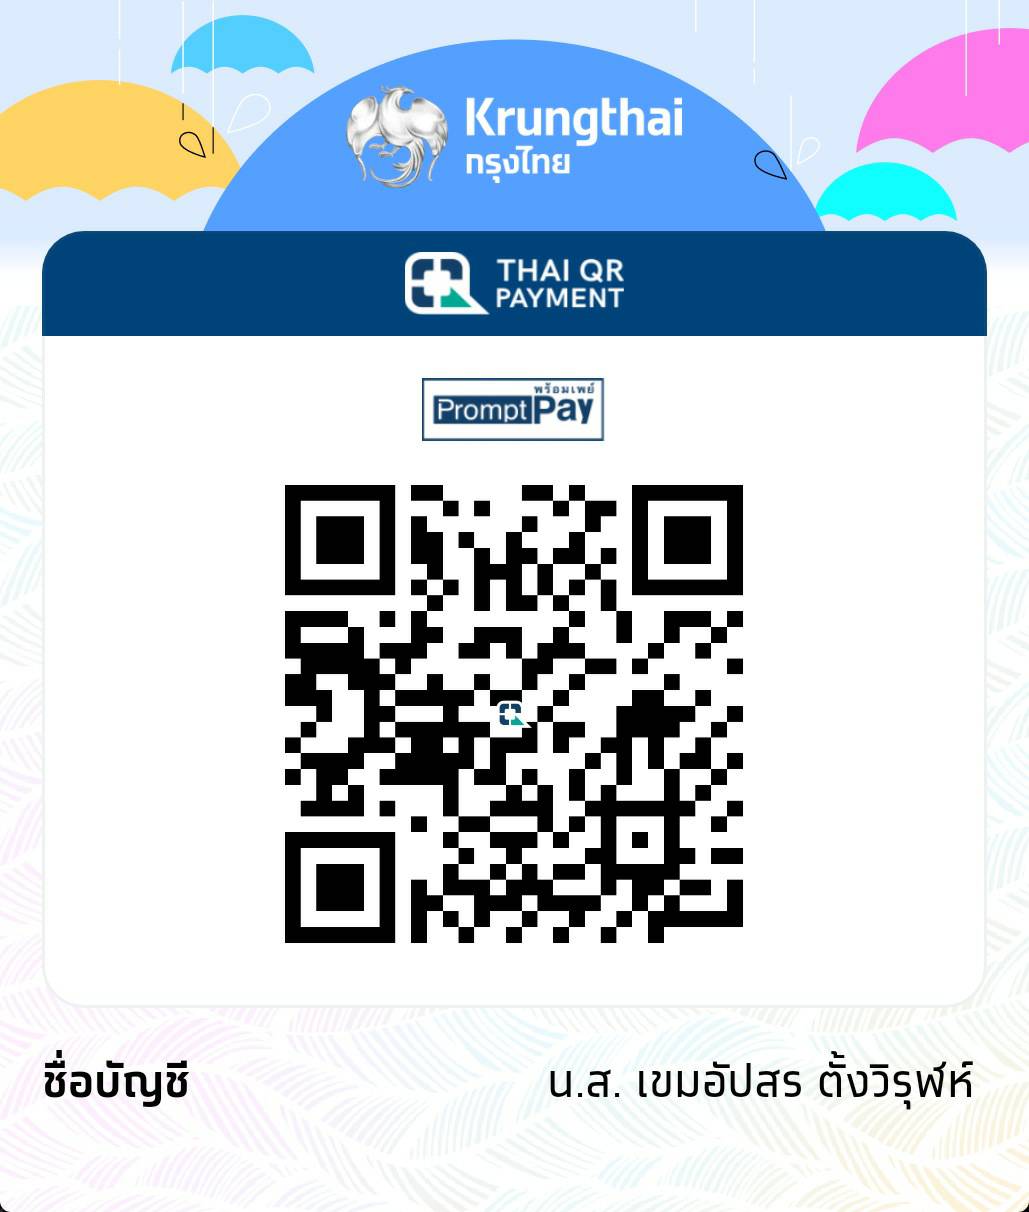 Krungthai
กรุงไทย
THAI QR
PAYMENT
พร้อมเพย์
PromptPay
ชื่อบัญชี น.ส. เขมอัปสร ตั้งวิรุฬห์